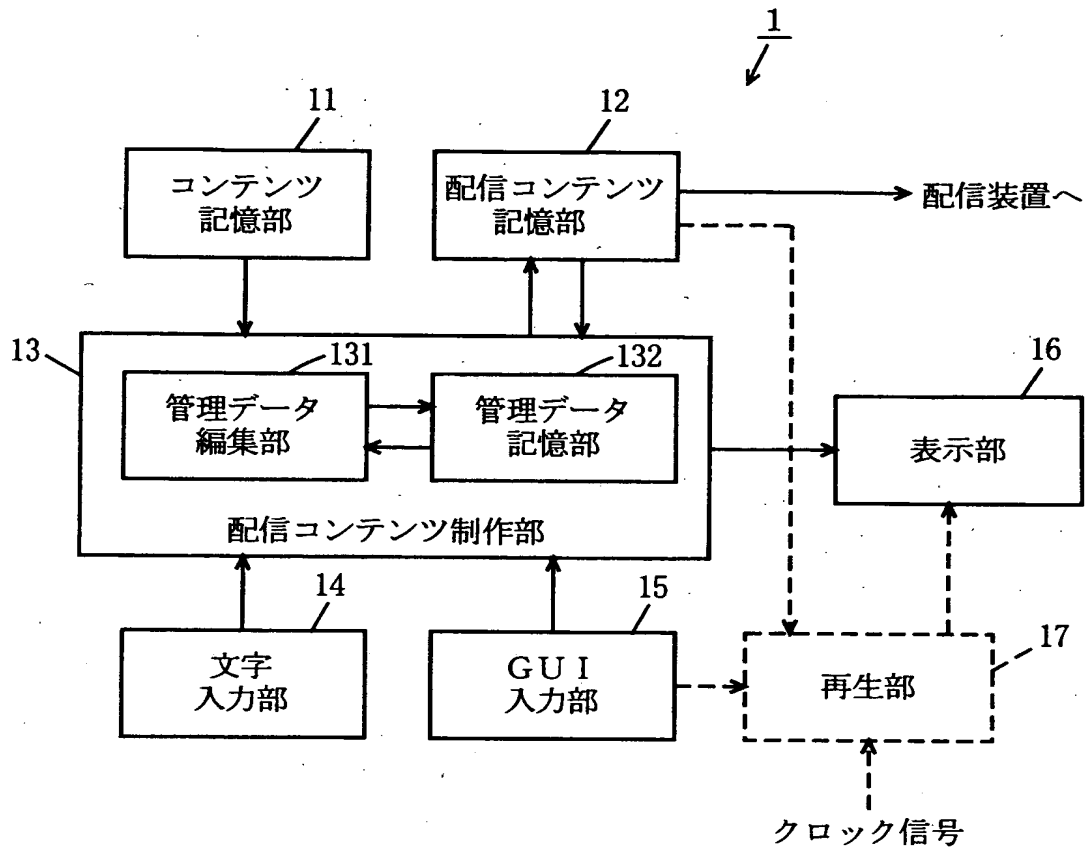 1
11
12
コンテンツ
記憶部
配信コンテンツ
記憶部
配信装置へ
13
131
132
16
管理データ
編集部
管理データ
記憶部
表示部
配信コンテンツ制作部
14
15
17
文字
入力部
GUI
入力部
再生部
クロック信号